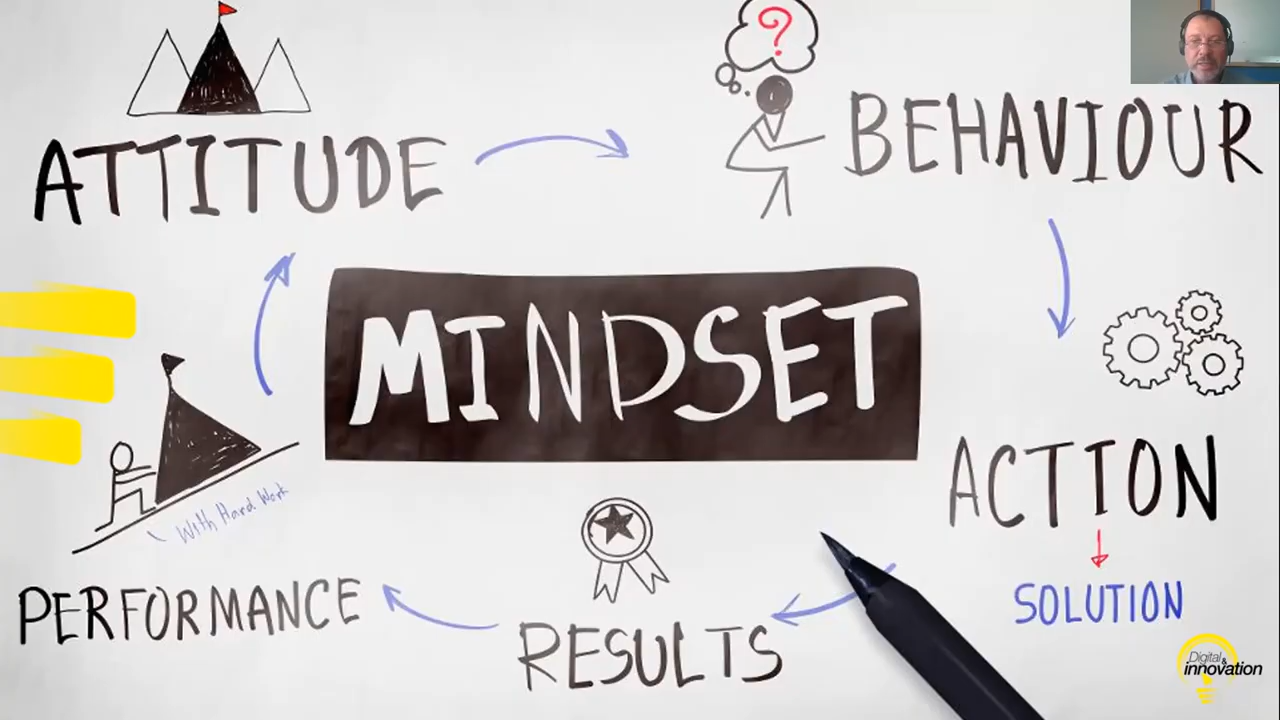 ?
ATTITUDE
BEHAVIOUR
MINDSET
ACTION
SOLUTION
With Hard Work
PERFORMANCE
RESULTS
Digital &
innovation